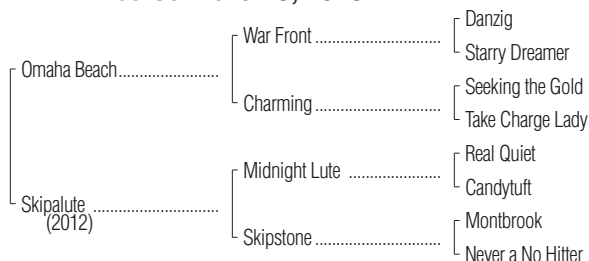 Danzig
War Front ..............................
Starry Dreamer
Omaha Beach........................
Seeking the Gold
Charming ..............................
Take Charge Lady
Real Quiet
Midnight Lute ......................
Candytuft
Skipalute ..............................
(2012)
Montbrook
Skipstone ..............................
Never a No Hitter